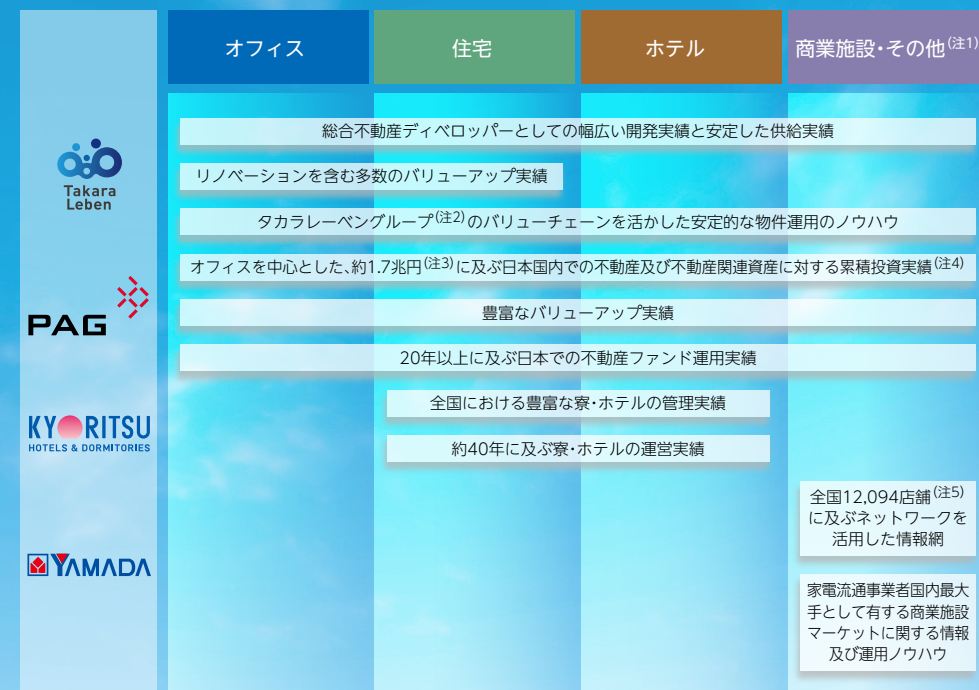 オフィス
住宅
ホテル
商業施設・その他(注1)
Takara
Leben
総合不動産ディベロッパーとしての幅広い開発実績と安定した供給実績
リノベーションを含む多数のバリューアップ実績
タカラレーベングループ(注2)のバリューチェーンを活かした安定的な物件運用のノウハウ
PAG
オフィスを中心とした、約1.7兆円(注3)に及ぶ日本国内での不動産及び不動産関連資産に対する累積投資実績(注4)
豊富なバリューアップ実績
20年以上に及ぶ日本での不動産ファンド運用実績
KYORITSU
HOTELS & DORMITORIES
全国における豊富な寮・ホテルの管理実績
約40年に及ぶ寮・ホテルの運営実績
YAMADA
全国12,094店舗(注5)
に及ぶネットワークを
活用した情報網
家電流通事業者国内最大
手として有する商業施設
マーケットに関する情報
及び運用ノウハウ